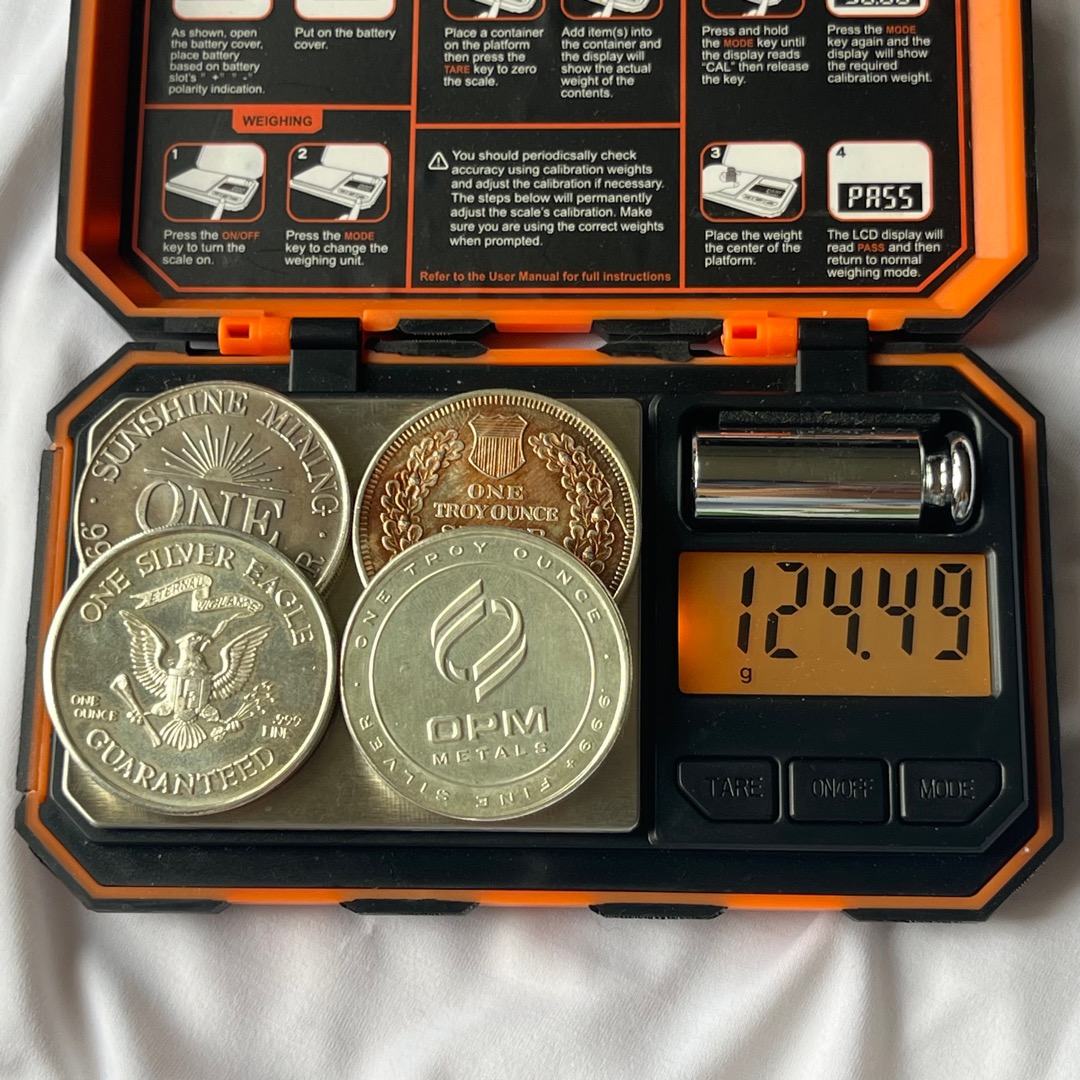 As shown, open
the battery cover,
place battery
based on battery
slot's " +" " -"
polarity indication.
Put on the battery
cover.
Place a container
on the platform
then press the
TARE key to zero
the scale.
Add item(s) into
the container and
the display will
show the actual
weight of the
contents.
Press and hold
the MODE key until
the display reads
"CAL" then release
the key.
Press the MODE
key again and the
display will show
the required
calibration weight.
WEIGHING
1
2
Press the ON/OFF
key to turn the
scale on.
Press the MODE
key to change the
weighing unit.
You should periodicsally check
accuracy using calibration weights
and adjust the calibration if necessary.
The steps below will permanently
adjust the scale's calibration. Make
sure you are using the correct weights
when prompted.
Refer to the User Manual for full instructions
3
4
PASS
Place the weight
the center of the
platform.
The LCD display will
read PASS and then
return to normal
weighing mode.
· SUNSHINE MINING ·
ONE
ONE
TROY OUNCE
ONE SILVER EAGLE
ETERNAL
VIGILANCE
ONE
OUNCE
.999
FINE
GUARANTEED
· ONE TROY OUNCE ·
OPM
METALS
SILVER
.999+ FINE
124.49
g
TARE
ON/OFF
MODE